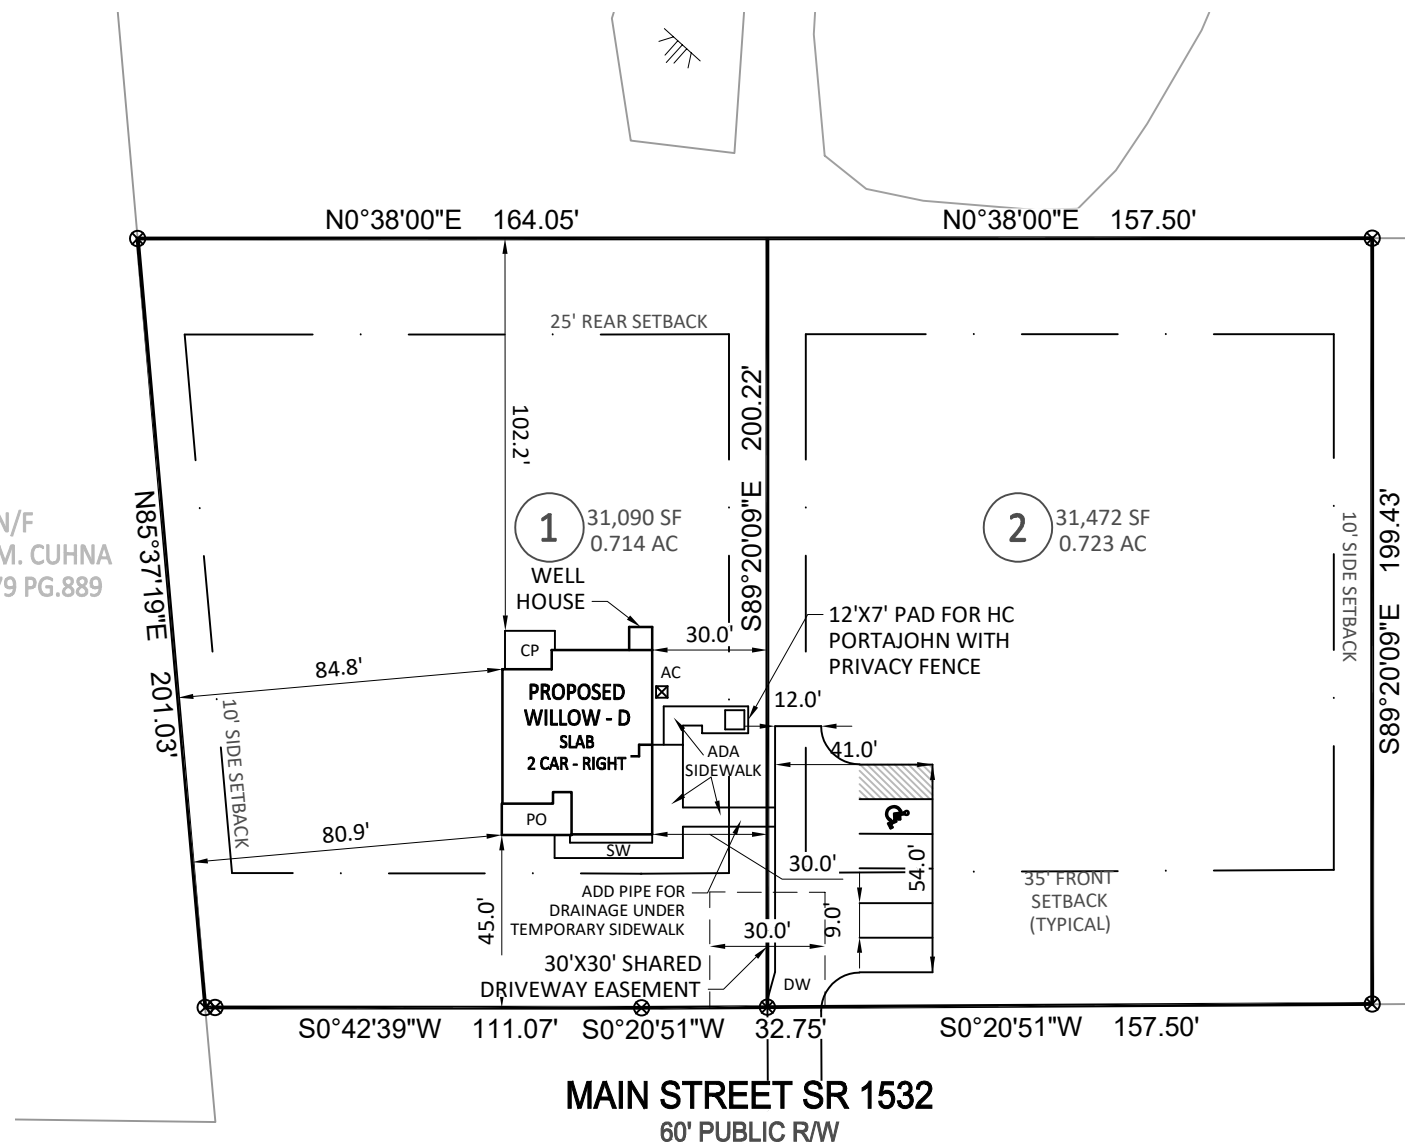 N0°38'00"E 164.05'
N0°38'00"E 157.50'
25' REAR SETBACK
102.2'
S89°20'09"E 200.22'
N/F
M. CUHNA
79 PG.889
N85°37'19"E 201.03'
1
31,090 SF
0.714 AC
2
31,472 SF
0.723 AC
10' SIDE SETBACK
S89°20'09"E 199.43'
WELL
HOUSE
30.0'
12'X7' PAD FOR HC
PORTAJOHN WITH
PRIVACY FENCE
CP
AC
84.8'
PROPOSED
WILLOW - D
SLAB
2 CAR - RIGHT
12.0'
41.0'
ADA
SIDEWALK
10' SIDE SETBACK
PO
80.9'
SW
30.0'
54.0'
35' FRONT
SETBACK
(TYPICAL)
ADD PIPE FOR
DRAINAGE UNDER
TEMPORARY SIDEWALK
45.0'
30.0'
9.0'
30'X30' SHARED
DRIVEWAY EASEMENT
DW
S0°42'39"W 111.07'
S0°20'51"W 32.75'
S0°20'51"W 157.50'
MAIN STREET SR 1532
60' PUBLIC R/W